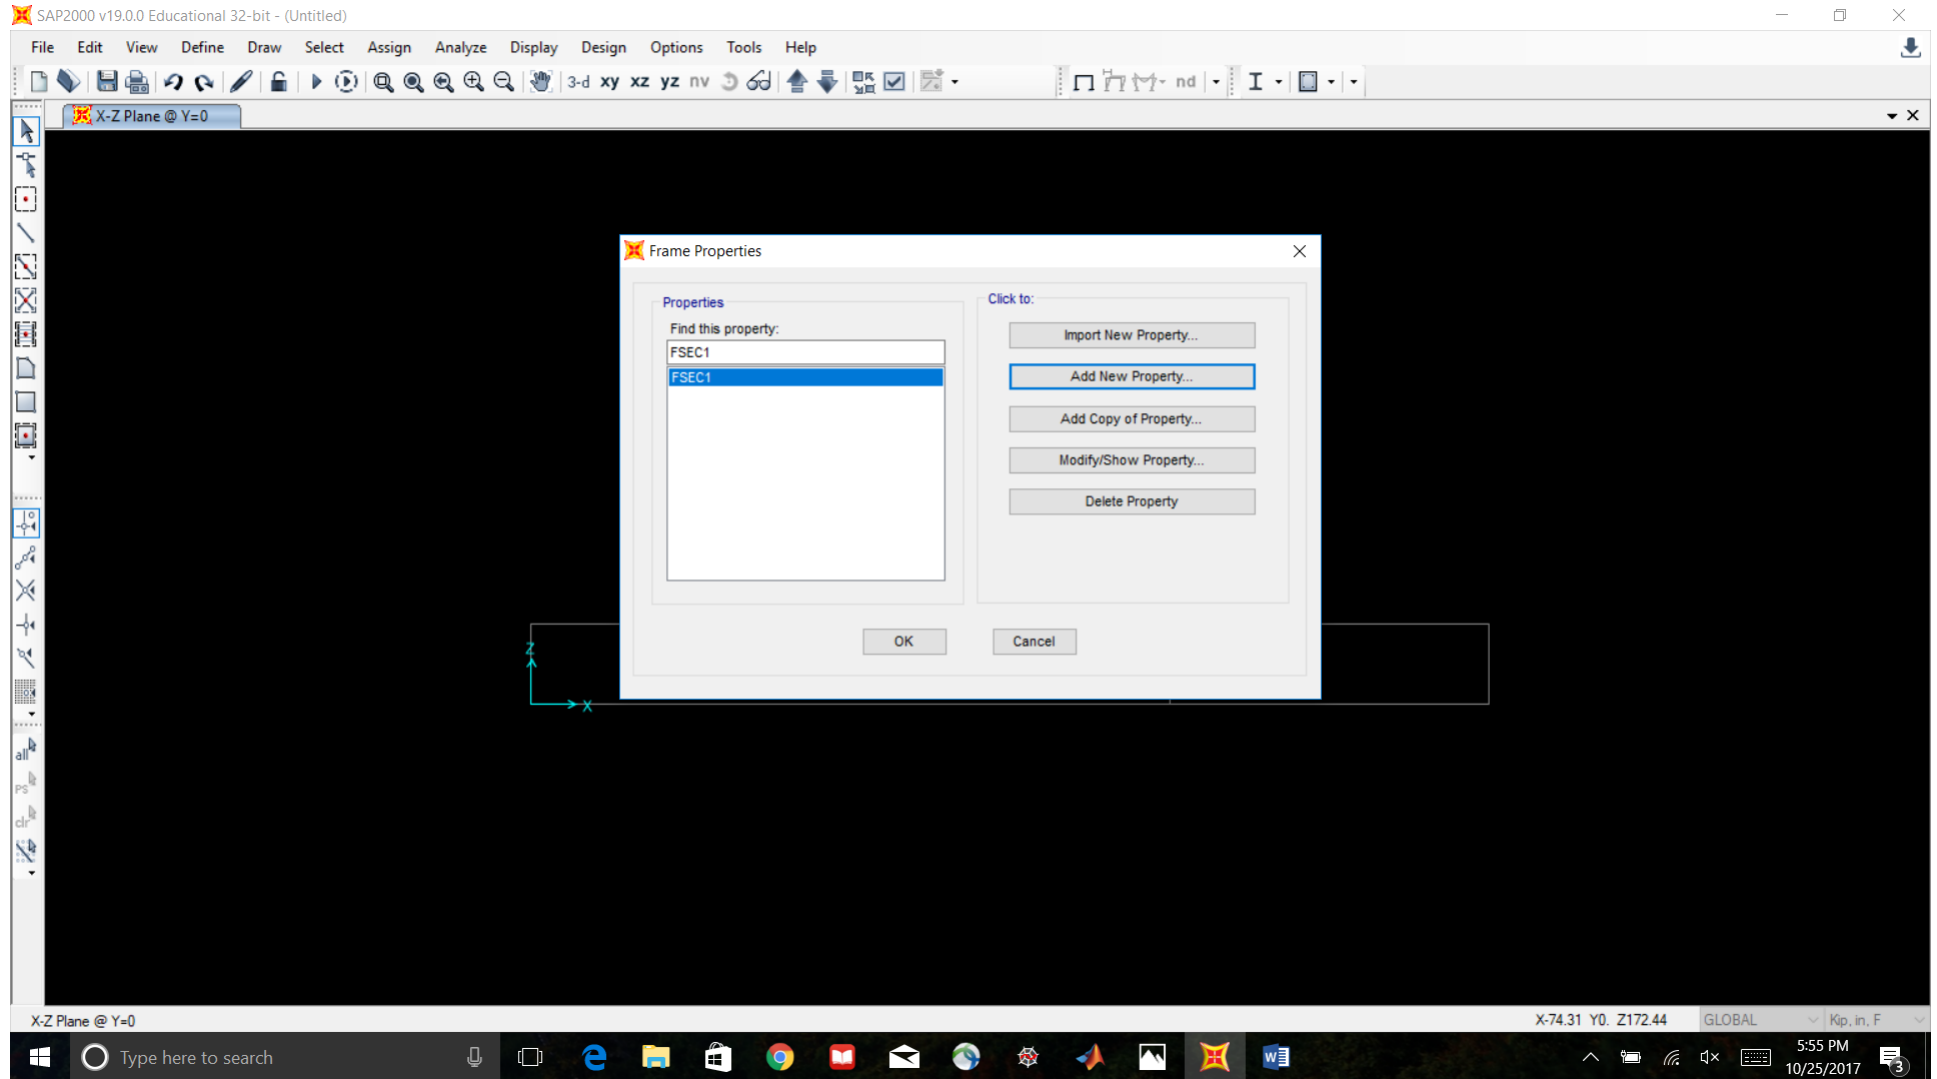 SAP2000 v19.0.0 Educational 32-bit - (Untitled)
File Edit View Define Draw Select Assign Analyze Display Design Options Tools Help
3-d xy xz yz nv nd
X-Z Plane @ Y=0
Frame Properties
Properties
Find this property:
FSEC1
FSEC1
Click to:
Import New Property...
Add New Property...
Add Copy of Property...
Modify/Show Property...
Delete Property
OK Cancel
Z
X
all
PS
clr
X-Z Plane @ Y=0 X-74.31 Y0. Z172.44 GLOBAL Kip, in, F
Type here to search
5:55 PM
10/25/2017
3